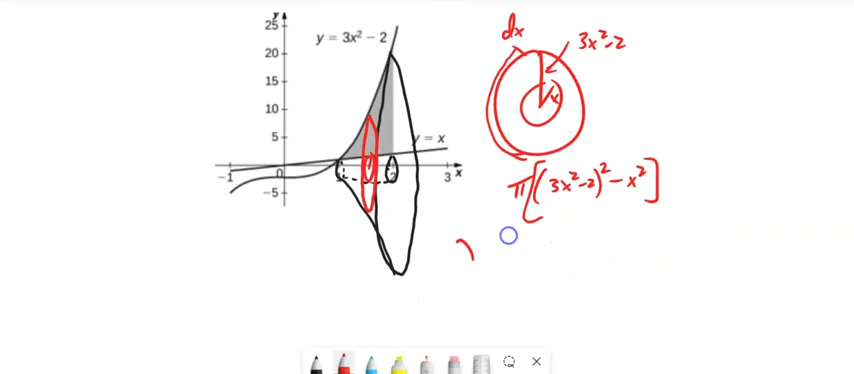 y
25
y = 3x² − 2
20
15
10
5
y = x
−1
0
3
x
−5
dx
3x²-2
x
π[(3x²-2)²-x²]